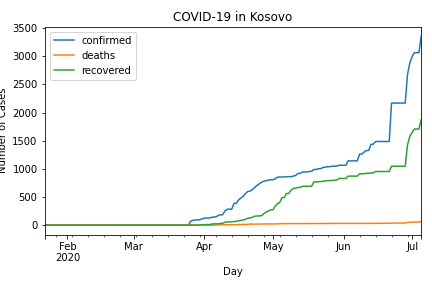 COVID-19 in Kosovo
confirmed
deaths
recovered
3500
3000
2500
2000
1500
1000
500
0
Number of Cases
Feb
2020
Mar
Apr
May
Jun
Jul
Day